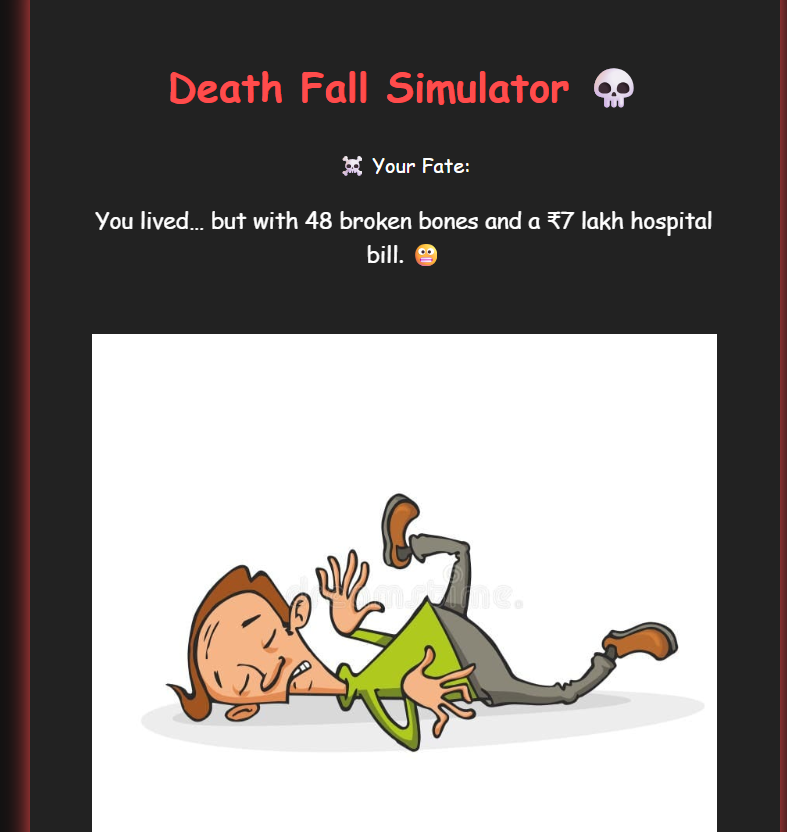 Death Fall Simulator 💀
☠️ Your Fate:
You lived... but with 48 broken bones and a ₹7 lakh hospital
bill. 😬
dreamstime.